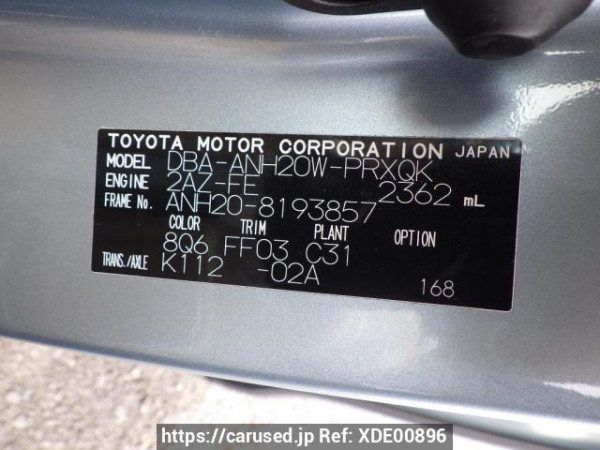 TOYOTA MOTOR CORPORATION JAPAN
MODEL DBA-ANH20W-PRXQK
ENGINE 2AZ-FE 2362 mL
FRAME No. ANH20-8193857
COLOR TRIM PLANT OPTION
8Q6 FF03 C31
TRANS./AXLE K112 -02A
168
https://carused.jp Ref: XDE00896